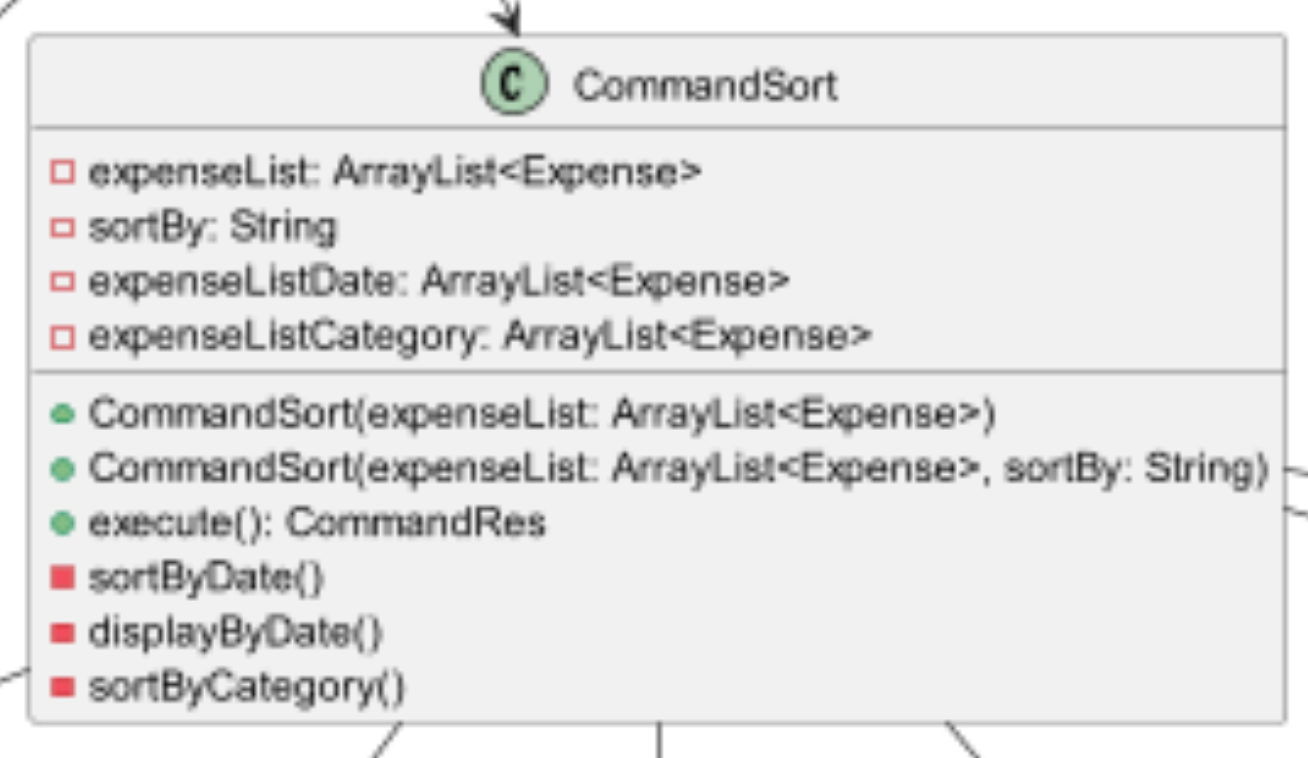 C CommandSort
expenseList: ArrayList<Expense>
sortBy: String
expenseListDate: ArrayList<Expense>
expenseListCategory: ArrayList<Expense>
CommandSort(expenseList: ArrayList<Expense>)
CommandSort(expenseList: ArrayList<Expense>, sortBy: String)
execute(): CommandRes
sortByDate()
displayByDate()
sortByCategory()